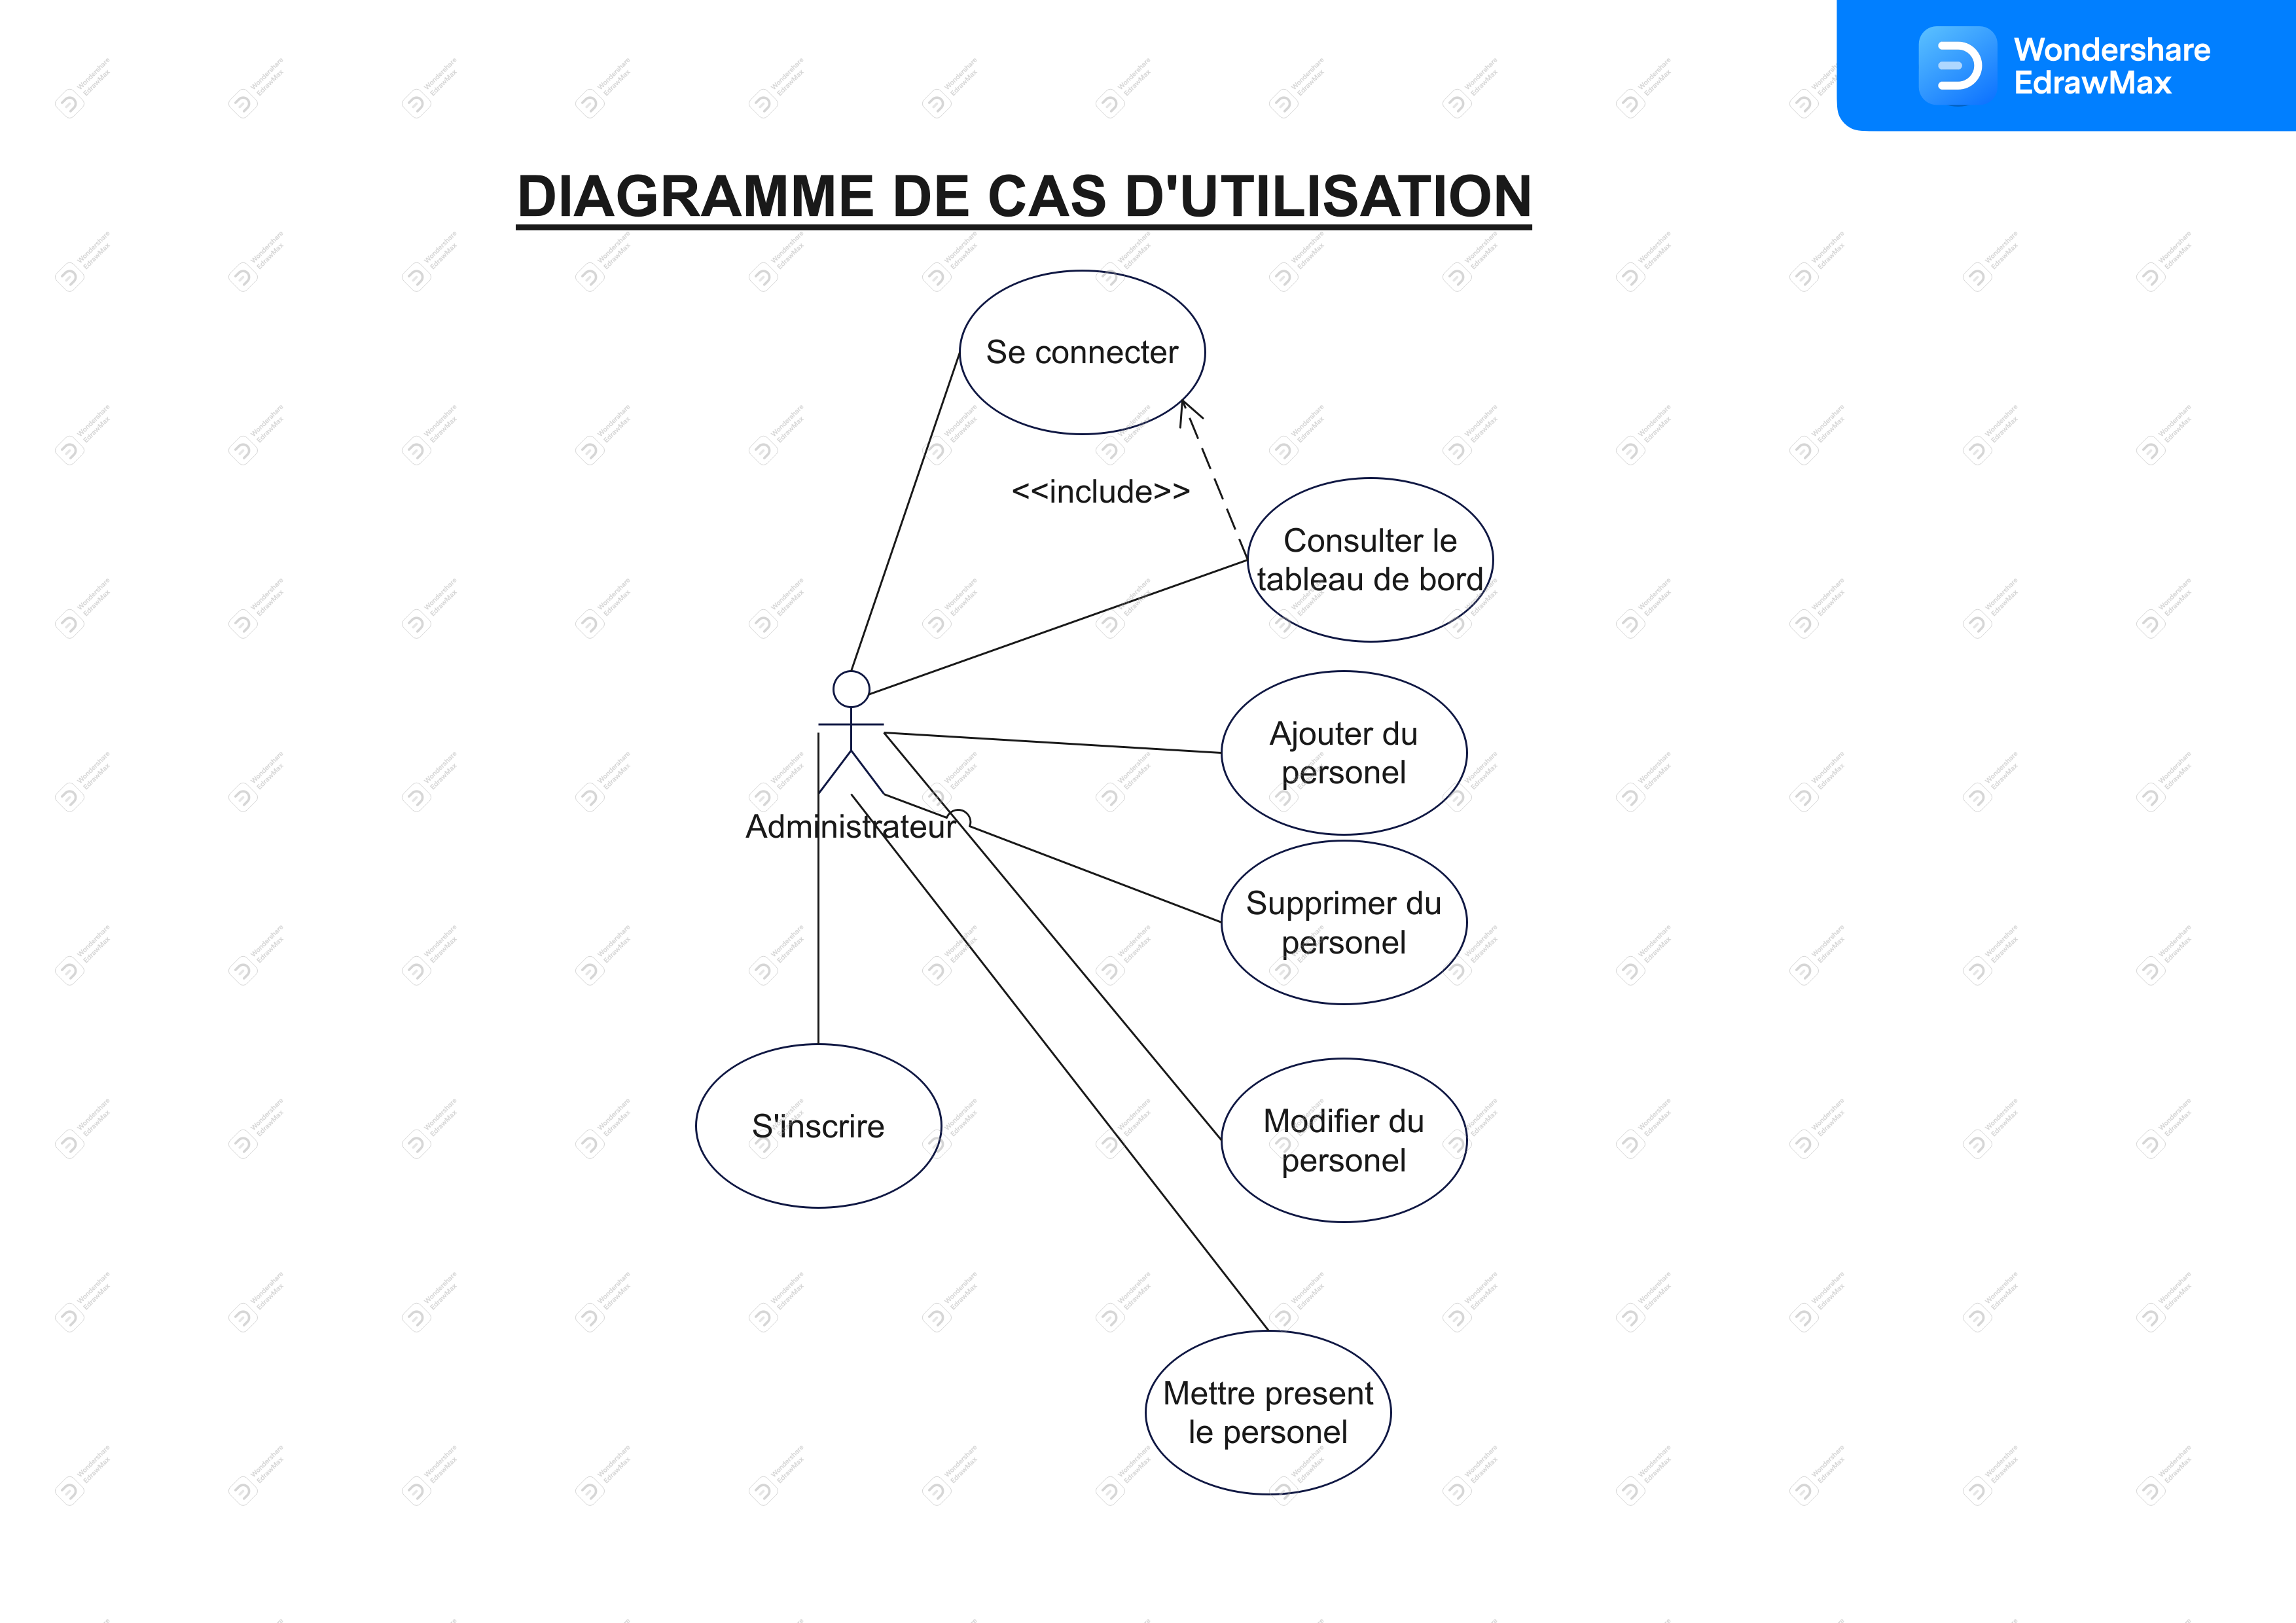 Wondershare
EdrawMax
DIAGRAMME DE CAS D'UTILISATION
Se connecter
<<include>>
Consulter le
tableau de bord
Ajouter du
personel
Administrateur
Supprimer du
personel
S'inscrire
Modifier du
personel
Mettre present
le personel